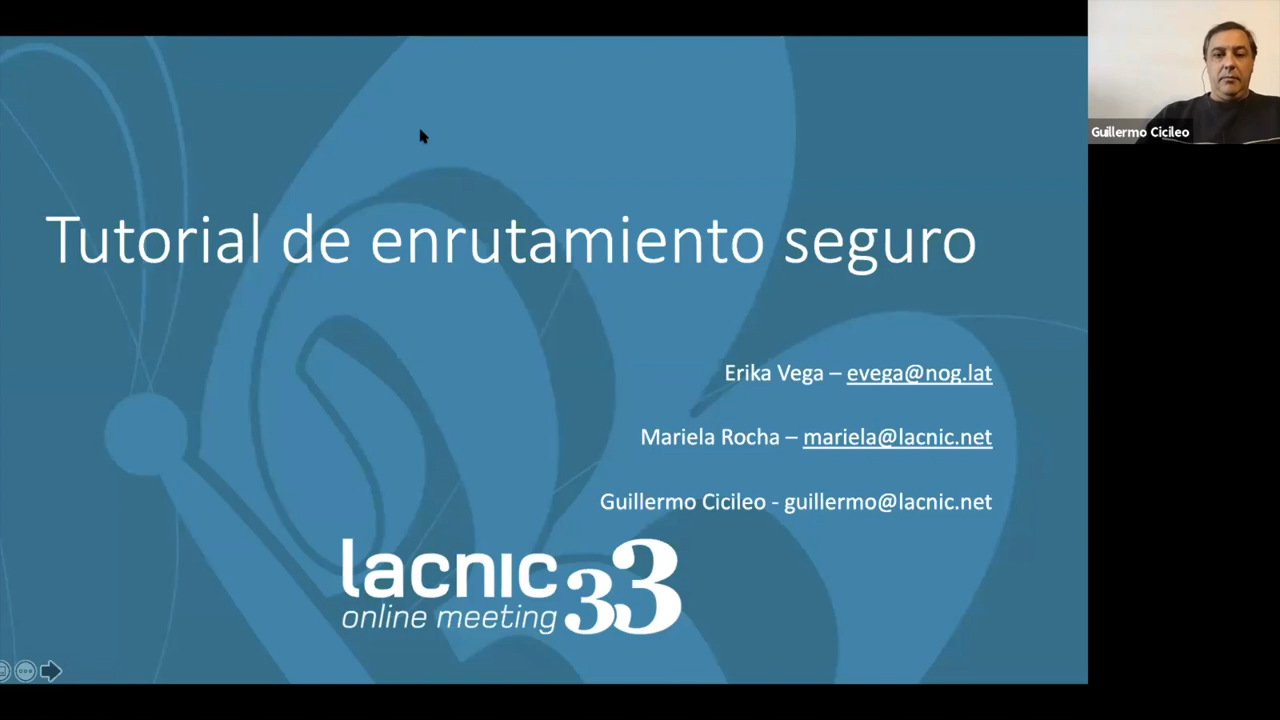 Tutorial de enrutamiento seguro
Erika Vega – evega@nog.lat
Mariela Rocha – mariela@lacnic.net
Guillermo Cicileo - guillermo@lacnic.net
lacnic 33
online meeting
Guillermo Cicileo